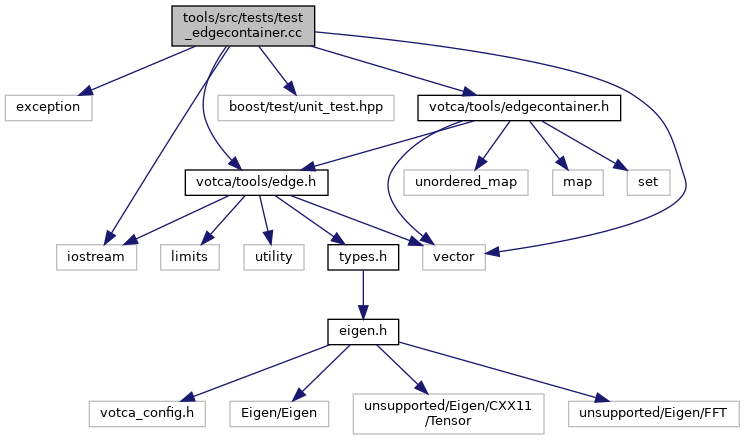 tools/src/tests/test
_edgecontainer.cc
exception
boost/test/unit_test.hpp
votca/tools/edgecontainer.h
votca/tools/edge.h
unordered_map
map
set
iostream
limits
utility
types.h
vector
eigen.h
votca_config.h
Eigen/Eigen
unsupported/Eigen/CXX11
/Tensor
unsupported/Eigen/FFT